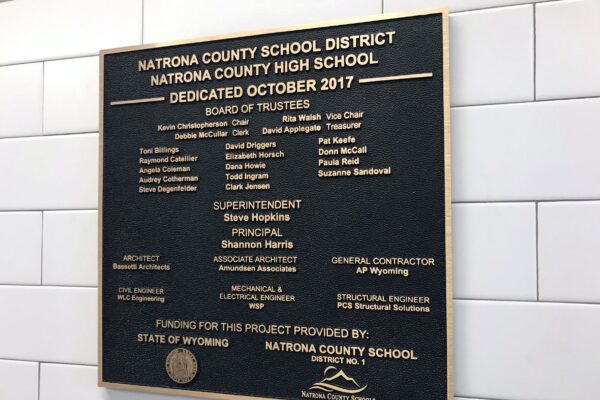 NATRONA COUNTY SCHOOL DISTRICT
NATRONA COUNTY HIGH SCHOOL
DEDICATED OCTOBER 2017
BOARD OF TRUSTEES
Kevin Christopherson Chair Rita Walsh Vice Chair
Debbie McCullar Clerk David Applegate Treasurer
Toni Billings David Driggers Pat Keefe
Raymond Catellier Elizabeth Horsch Donn McCall
Angela Coleman Dana Howie Paula Reid
Audrey Cotherman Todd Ingram Suzanne Sandoval
Steve Degenfelder Clark Jensen
SUPERINTENDENT
Steve Hopkins
PRINCIPAL
Shannon Harris
ARCHITECT ASSOCIATE ARCHITECT GENERAL CONTRACTOR
Bassetti Architects Amundsen Associates AP Wyoming
CIVIL ENGINEER MECHANICAL & STRUCTURAL ENGINEER
WLC Engineering ELECTRICAL ENGINEER PCS Structural Solutions
WSP
FUNDING FOR THIS PROJECT PROVIDED BY:
STATE OF WYOMING NATRONA COUNTY SCHOOL
DISTRICT NO. 1
NATRONA COUNTY SCHOOLS